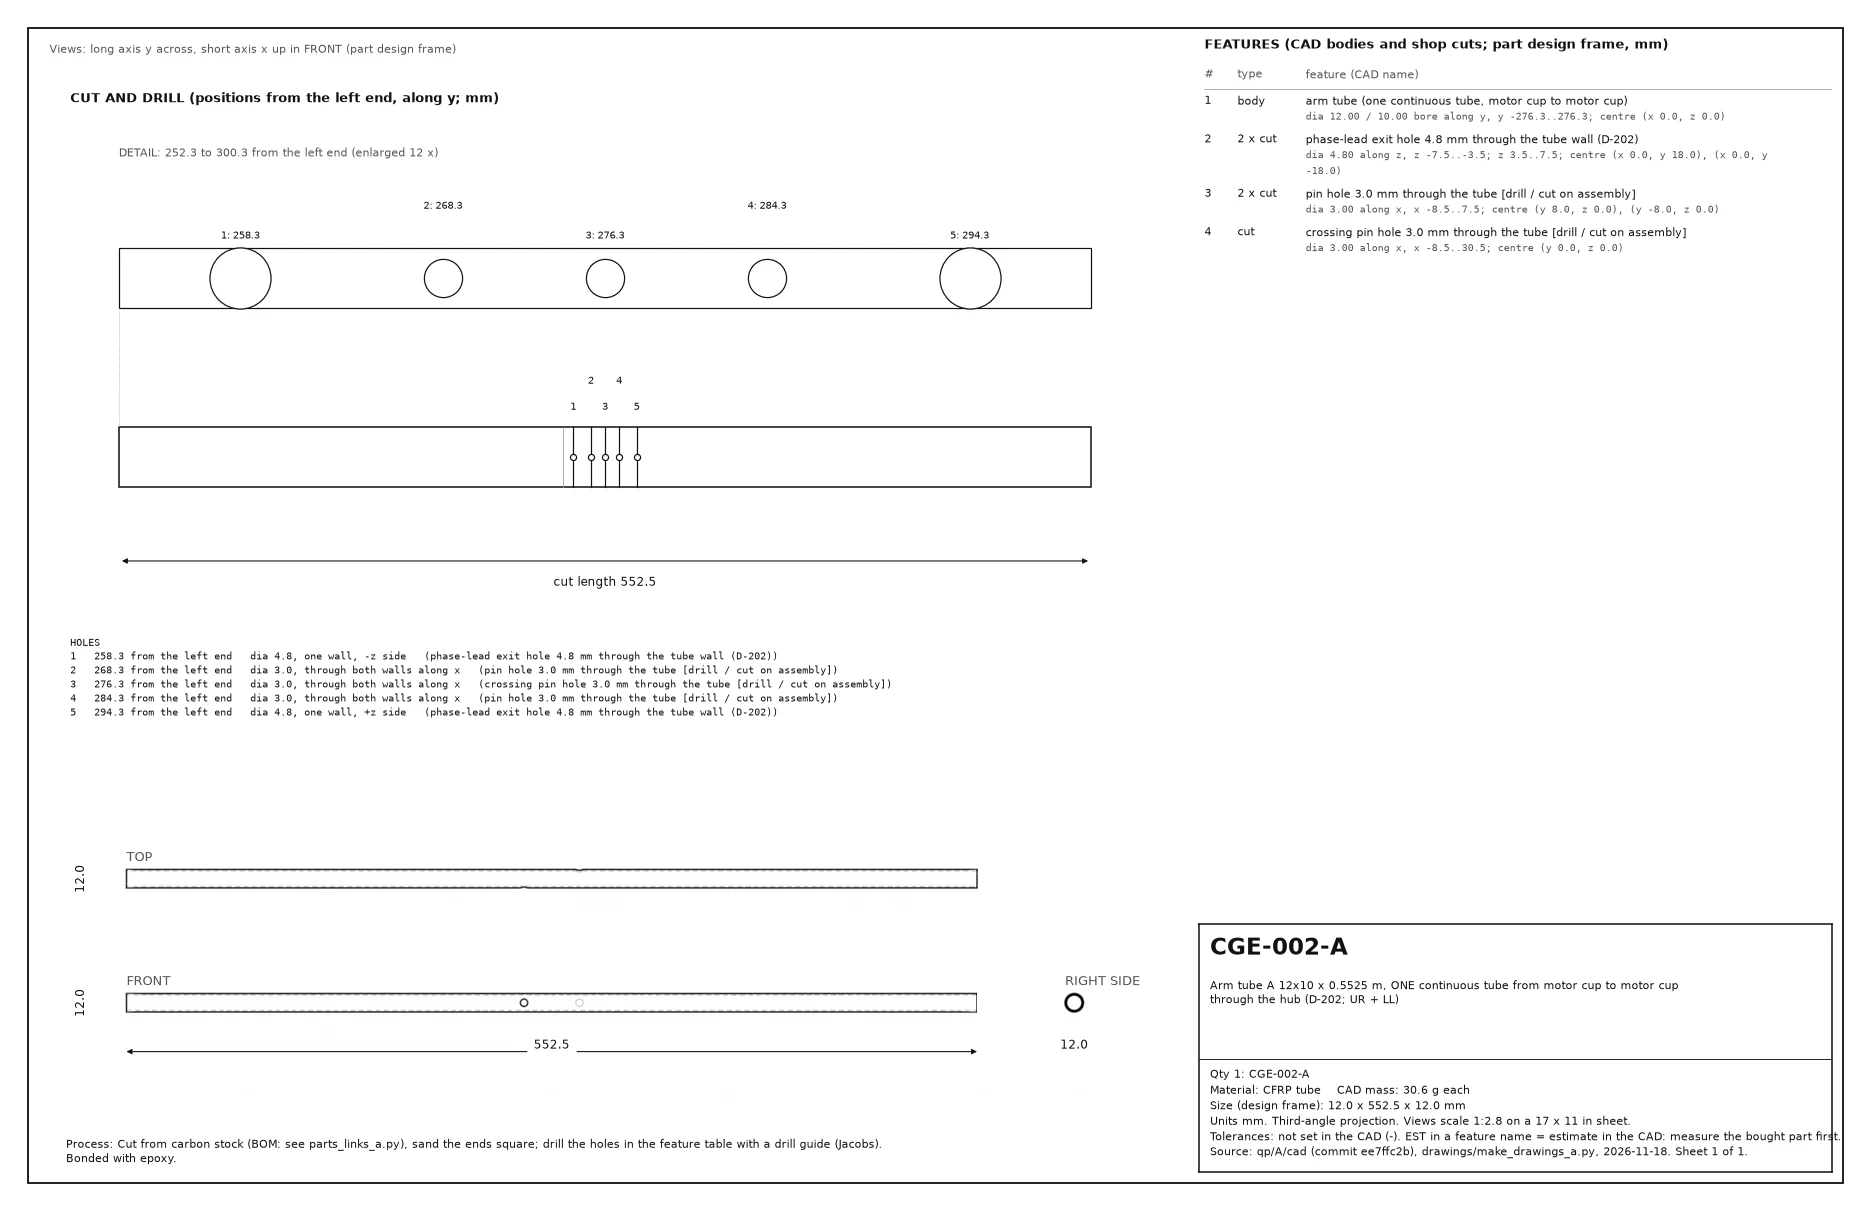 Views: long axis y across, short axis x up in FRONT (part design frame)
CUT AND DRILL (positions from the left end, along y; mm)
DETAIL: 252.3 to 300.3 from the left end (enlarged 12 x)
2: 268.3
4: 284.3
1: 258.3
3: 276.3
5: 294.3
2
4
1
3
5
cut length 552.5
HOLES
1 258.3 from the left end dia 4.8, one wall, -z side (phase-lead exit hole 4.8 mm through the tube wall (D-202))
2 268.3 from the left end dia 3.0, through both walls along x (pin hole 3.0 mm through the tube [drill / cut on assembly])
3 276.3 from the left end dia 3.0, through both walls along x (crossing pin hole 3.0 mm through the tube [drill / cut on assembly])
4 284.3 from the left end dia 3.0, through both walls along x (pin hole 3.0 mm through the tube [drill / cut on assembly])
5 294.3 from the left end dia 4.8, one wall, +z side (phase-lead exit hole 4.8 mm through the tube wall (D-202))
TOP
12.0
FRONT
12.0
552.5
RIGHT SIDE
12.0
Process: Cut from carbon stock (BOM: see parts_links_a.py), sand the ends square; drill the holes in the feature table with a drill guide (Jacobs).
Bonded with epoxy.
FEATURES (CAD bodies and shop cuts; part design frame, mm)
# type feature (CAD name)
1 body arm tube (one continuous tube, motor cup to motor cup)
dia 12.00 / 10.00 bore along y, y -276.3..276.3; centre (x 0.0, z 0.0)
2 2 x cut phase-lead exit hole 4.8 mm through the tube wall (D-202)
dia 4.80 along z, z -7.5..-3.5; z 3.5..7.5; centre (x 0.0, y 18.0), (x 0.0, y
-18.0)
3 2 x cut pin hole 3.0 mm through the tube [drill / cut on assembly]
dia 3.00 along x, x -8.5..7.5; centre (y 8.0, z 0.0), (y -8.0, z 0.0)
4 cut crossing pin hole 3.0 mm through the tube [drill / cut on assembly]
dia 3.00 along x, x -8.5..30.5; centre (y 0.0, z 0.0)
CGE-002-A
Arm tube A 12x10 x 0.5525 m, ONE continuous tube from motor cup to motor cup
through the hub (D-202; UR + LL)
Qty 1: CGE-002-A
Material: CFRP tube CAD mass: 30.6 g each
Size (design frame): 12.0 x 552.5 x 12.0 mm
Units mm. Third-angle projection. Views scale 1:2.8 on a 17 x 11 in sheet.
Tolerances: not set in the CAD (-). EST in a feature name = estimate in the CAD: measure the bought part first.
Source: qp/A/cad (commit ee7ffc2b), drawings/make_drawings_a.py, 2026-11-18. Sheet 1 of 1.